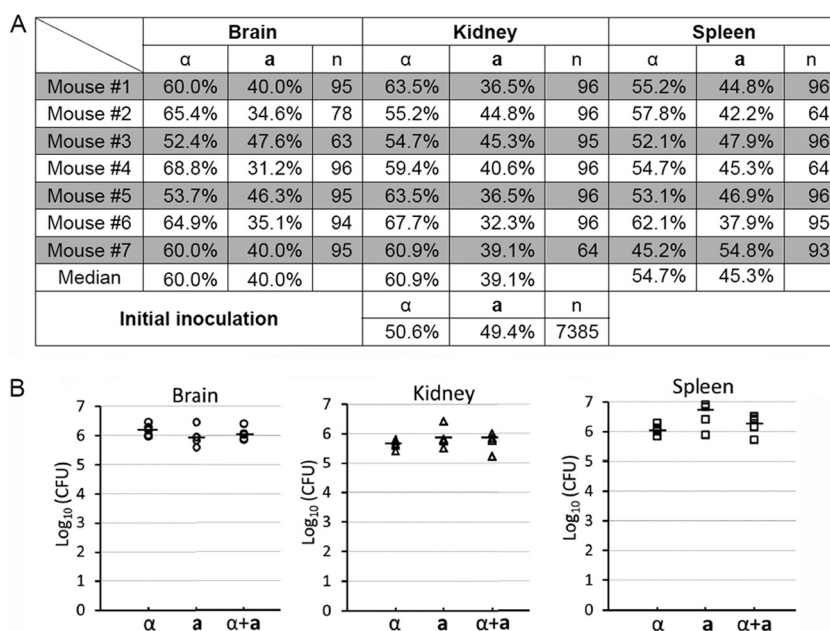 A
Brain Kidney Spleen
α a n α a n α a n
Mouse #1 60.0% 40.0% 95 63.5% 36.5% 96 55.2% 44.8% 96
Mouse #2 65.4% 34.6% 78 55.2% 44.8% 96 57.8% 42.2% 64
Mouse #3 52.4% 47.6% 63 54.7% 45.3% 95 52.1% 47.9% 96
Mouse #4 68.8% 31.2% 96 59.4% 40.6% 96 54.7% 45.3% 64
Mouse #5 53.7% 46.3% 95 63.5% 36.5% 96 53.1% 46.9% 96
Mouse #6 64.9% 35.1% 94 67.7% 32.3% 96 62.1% 37.9% 95
Mouse #7 60.0% 40.0% 95 60.9% 39.1% 64 45.2% 54.8% 93
Median 60.0% 40.0% 60.9% 39.1% 54.7% 45.3%
Initial inoculation α a n
50.6% 49.4% 7385
B
Brain
Log₁₀ (CFU)
7
6
5
4
3
2
1
0
α a α+a
Kidney
Log₁₀ (CFU)
7
6
5
4
3
2
1
0
α a α+a
Spleen
Log₁₀ (CFU)
7
6
5
4
3
2
1
0
α a α+a